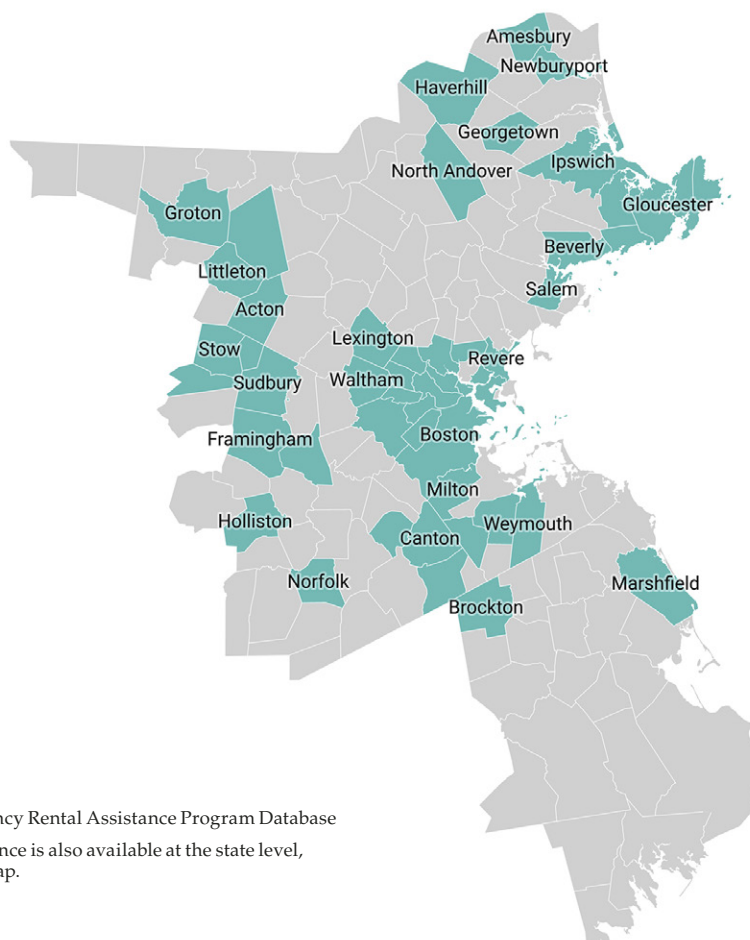 Amesbury
Newburyport
Haverhill
Georgetown
Ipswich
North Andover
Gloucester
Groton
Beverly
Littleton
Salem
Acton
Lexington
Stow
Revere
Waltham
Sudbury
Boston
Framingham
Milton
Holliston
Weymouth
Canton
Norfolk
Marshfield
Brockton
ncy Rental Assistance Program Database
nce is also available at the state level,
ap.